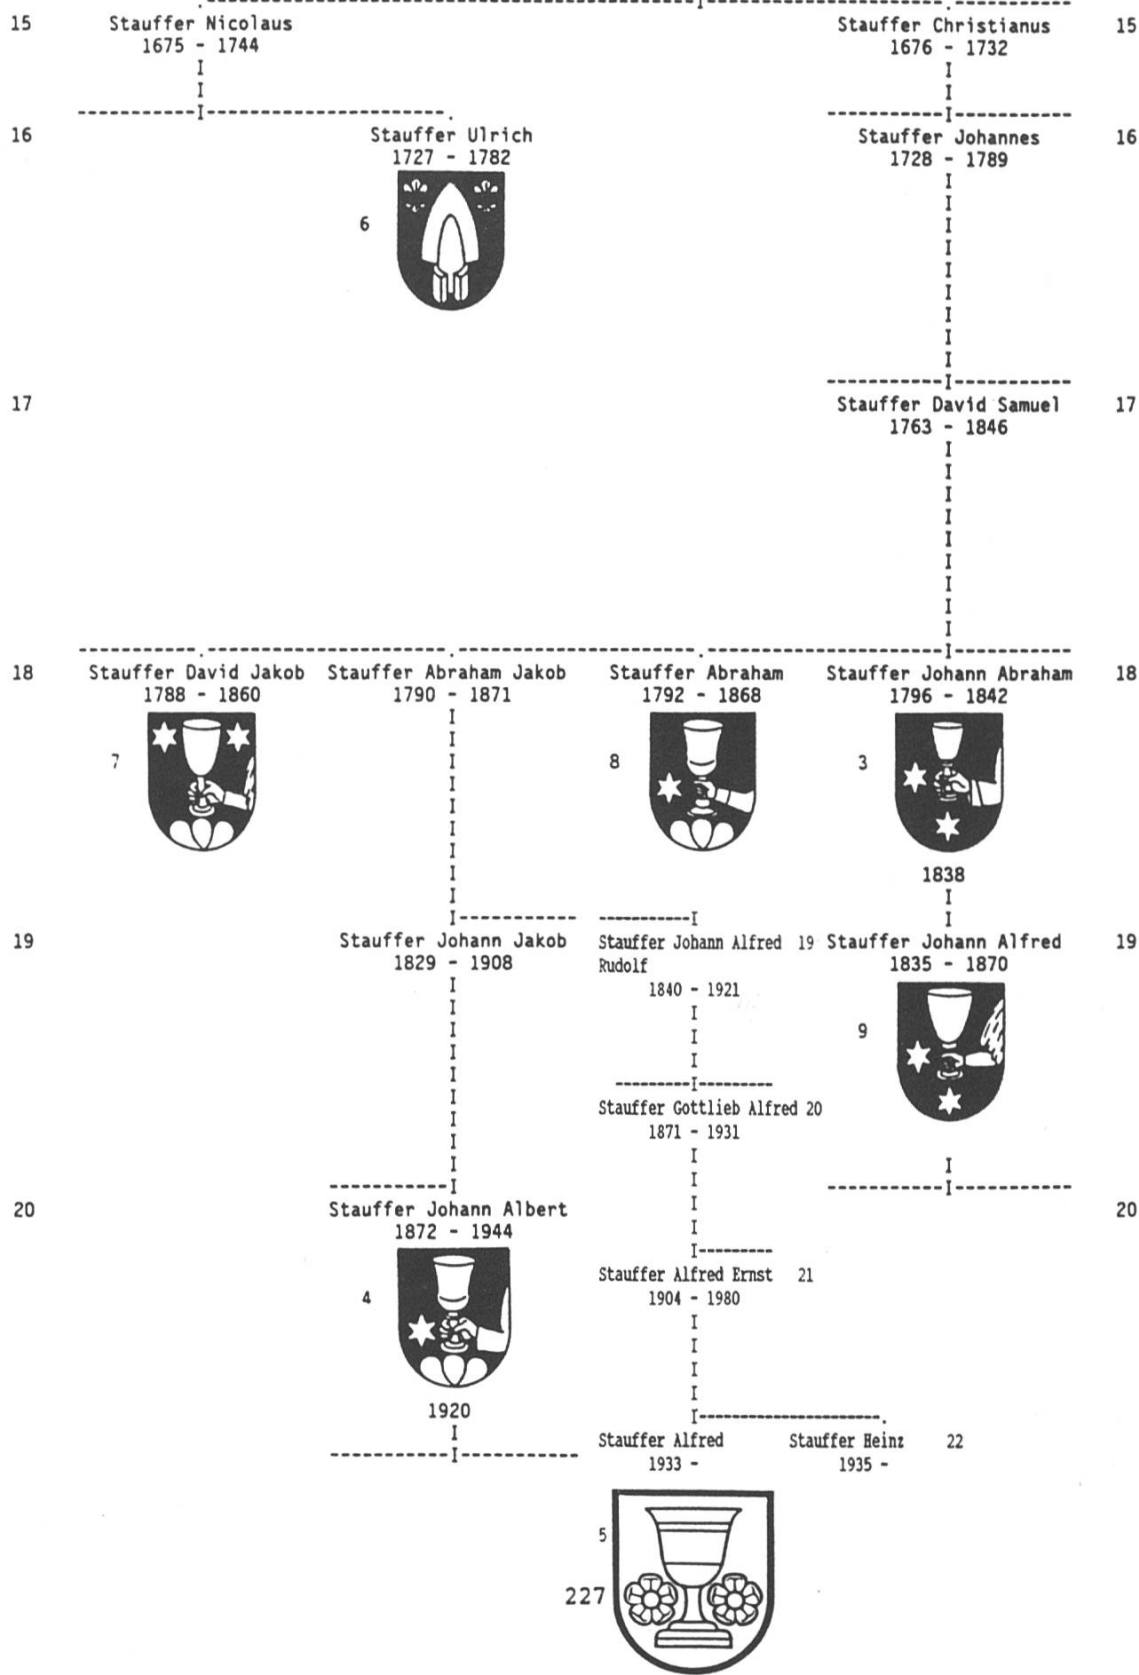 15 Stauffer Nicolaus Stauffer Christianus 15
1675 - 1744 1676 - 1732
16 Stauffer Ulrich Stauffer Johannes 16
1727 - 1782 1728 - 1789
6
17 Stauffer David Samuel 17
1763 - 1846
18 Stauffer David Jakob Stauffer Abraham Jakob Stauffer Abraham Stauffer Johann Abraham 18
1788 - 1860 1790 - 1871 1792 - 1868 1796 - 1842
7 8 3
1838
19 Stauffer Johann Jakob Stauffer Johann Alfred 19 Stauffer Johann Alfred 19
1829 - 1908 Rudolf 1835 - 1870
1840 - 1921
9
Stauffer Gottlieb Alfred 20
1871 - 1931
20 Stauffer Johann Albert 20
1872 - 1944
Stauffer Alfred Ernst 21
4 1904 - 1980
1920
Stauffer Alfred Stauffer Heinz 22
1933 - 1935 -
5
227